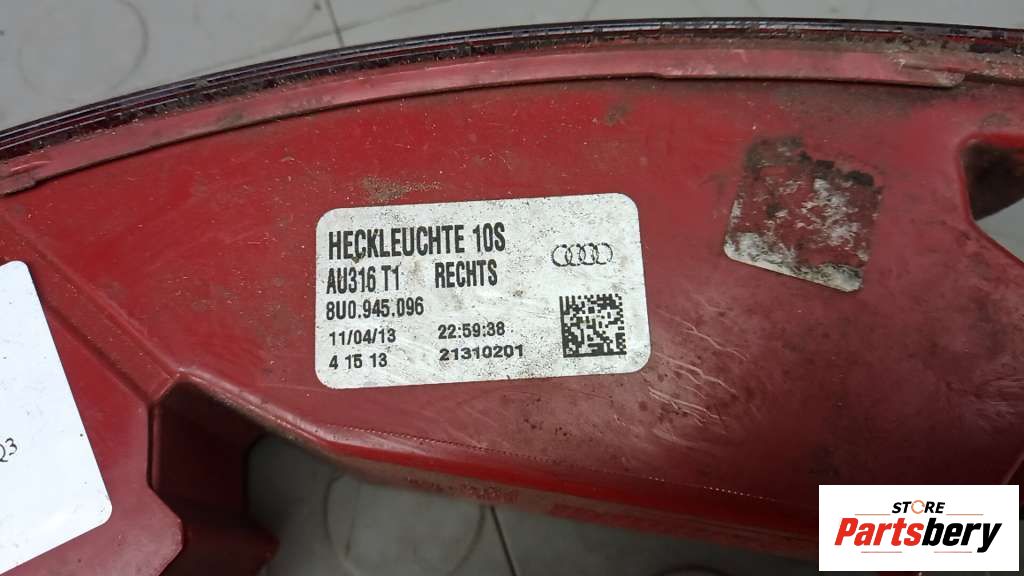 HECKLEUCHTE 10S
AU316 T1 RECHTS
8U0.945.096
11/04/13 22:59:38
4 15 13 21310201
Q3
STORE
Partsbery